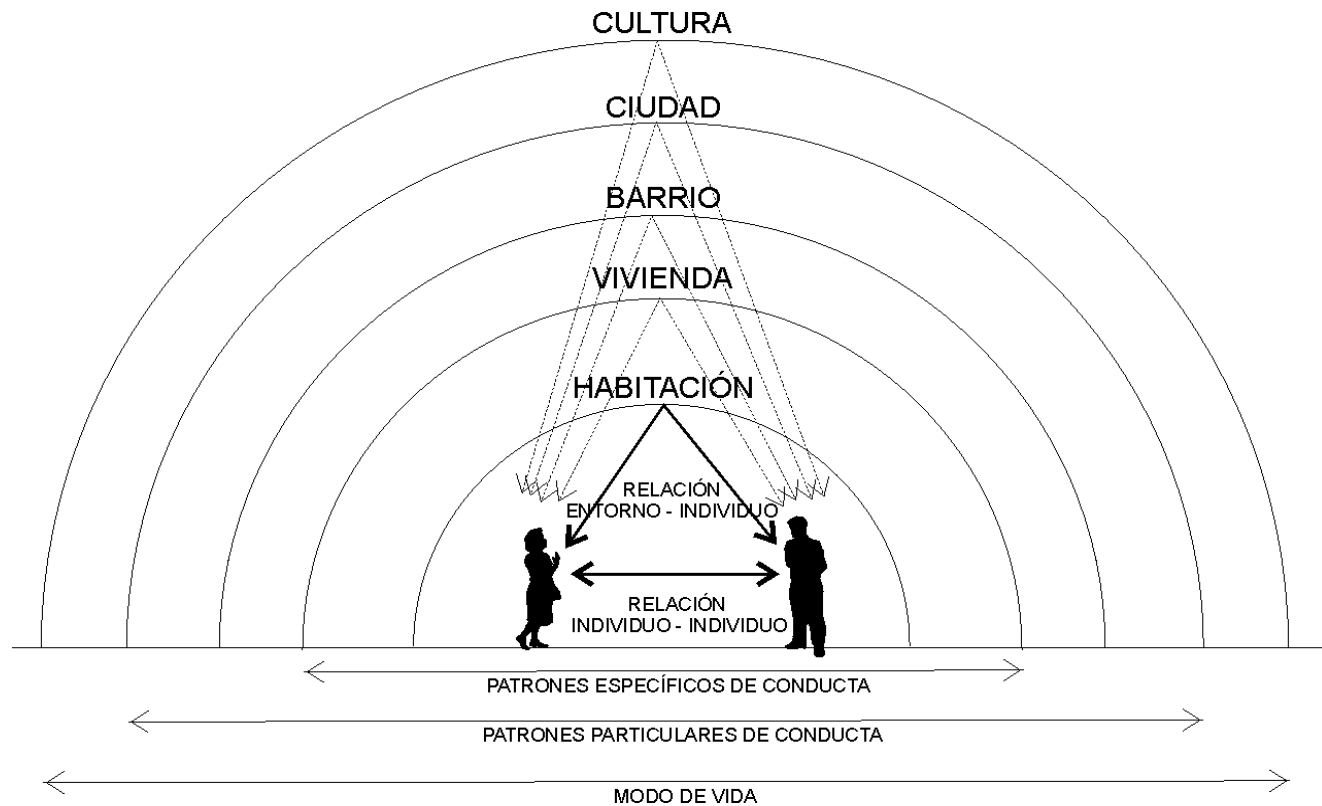 CULTURA
CIUDAD
BARRIO
VIVIENDA
HABITACIÓN
RELACIÓN
ENTORNO - INDIVIDUO
RELACIÓN
INDIVIDUO - INDIVIDUO
PATRONES ESPECÍFICOS DE CONDUCTA
PATRONES PARTICULARES DE CONDUCTA
MODO DE VIDA